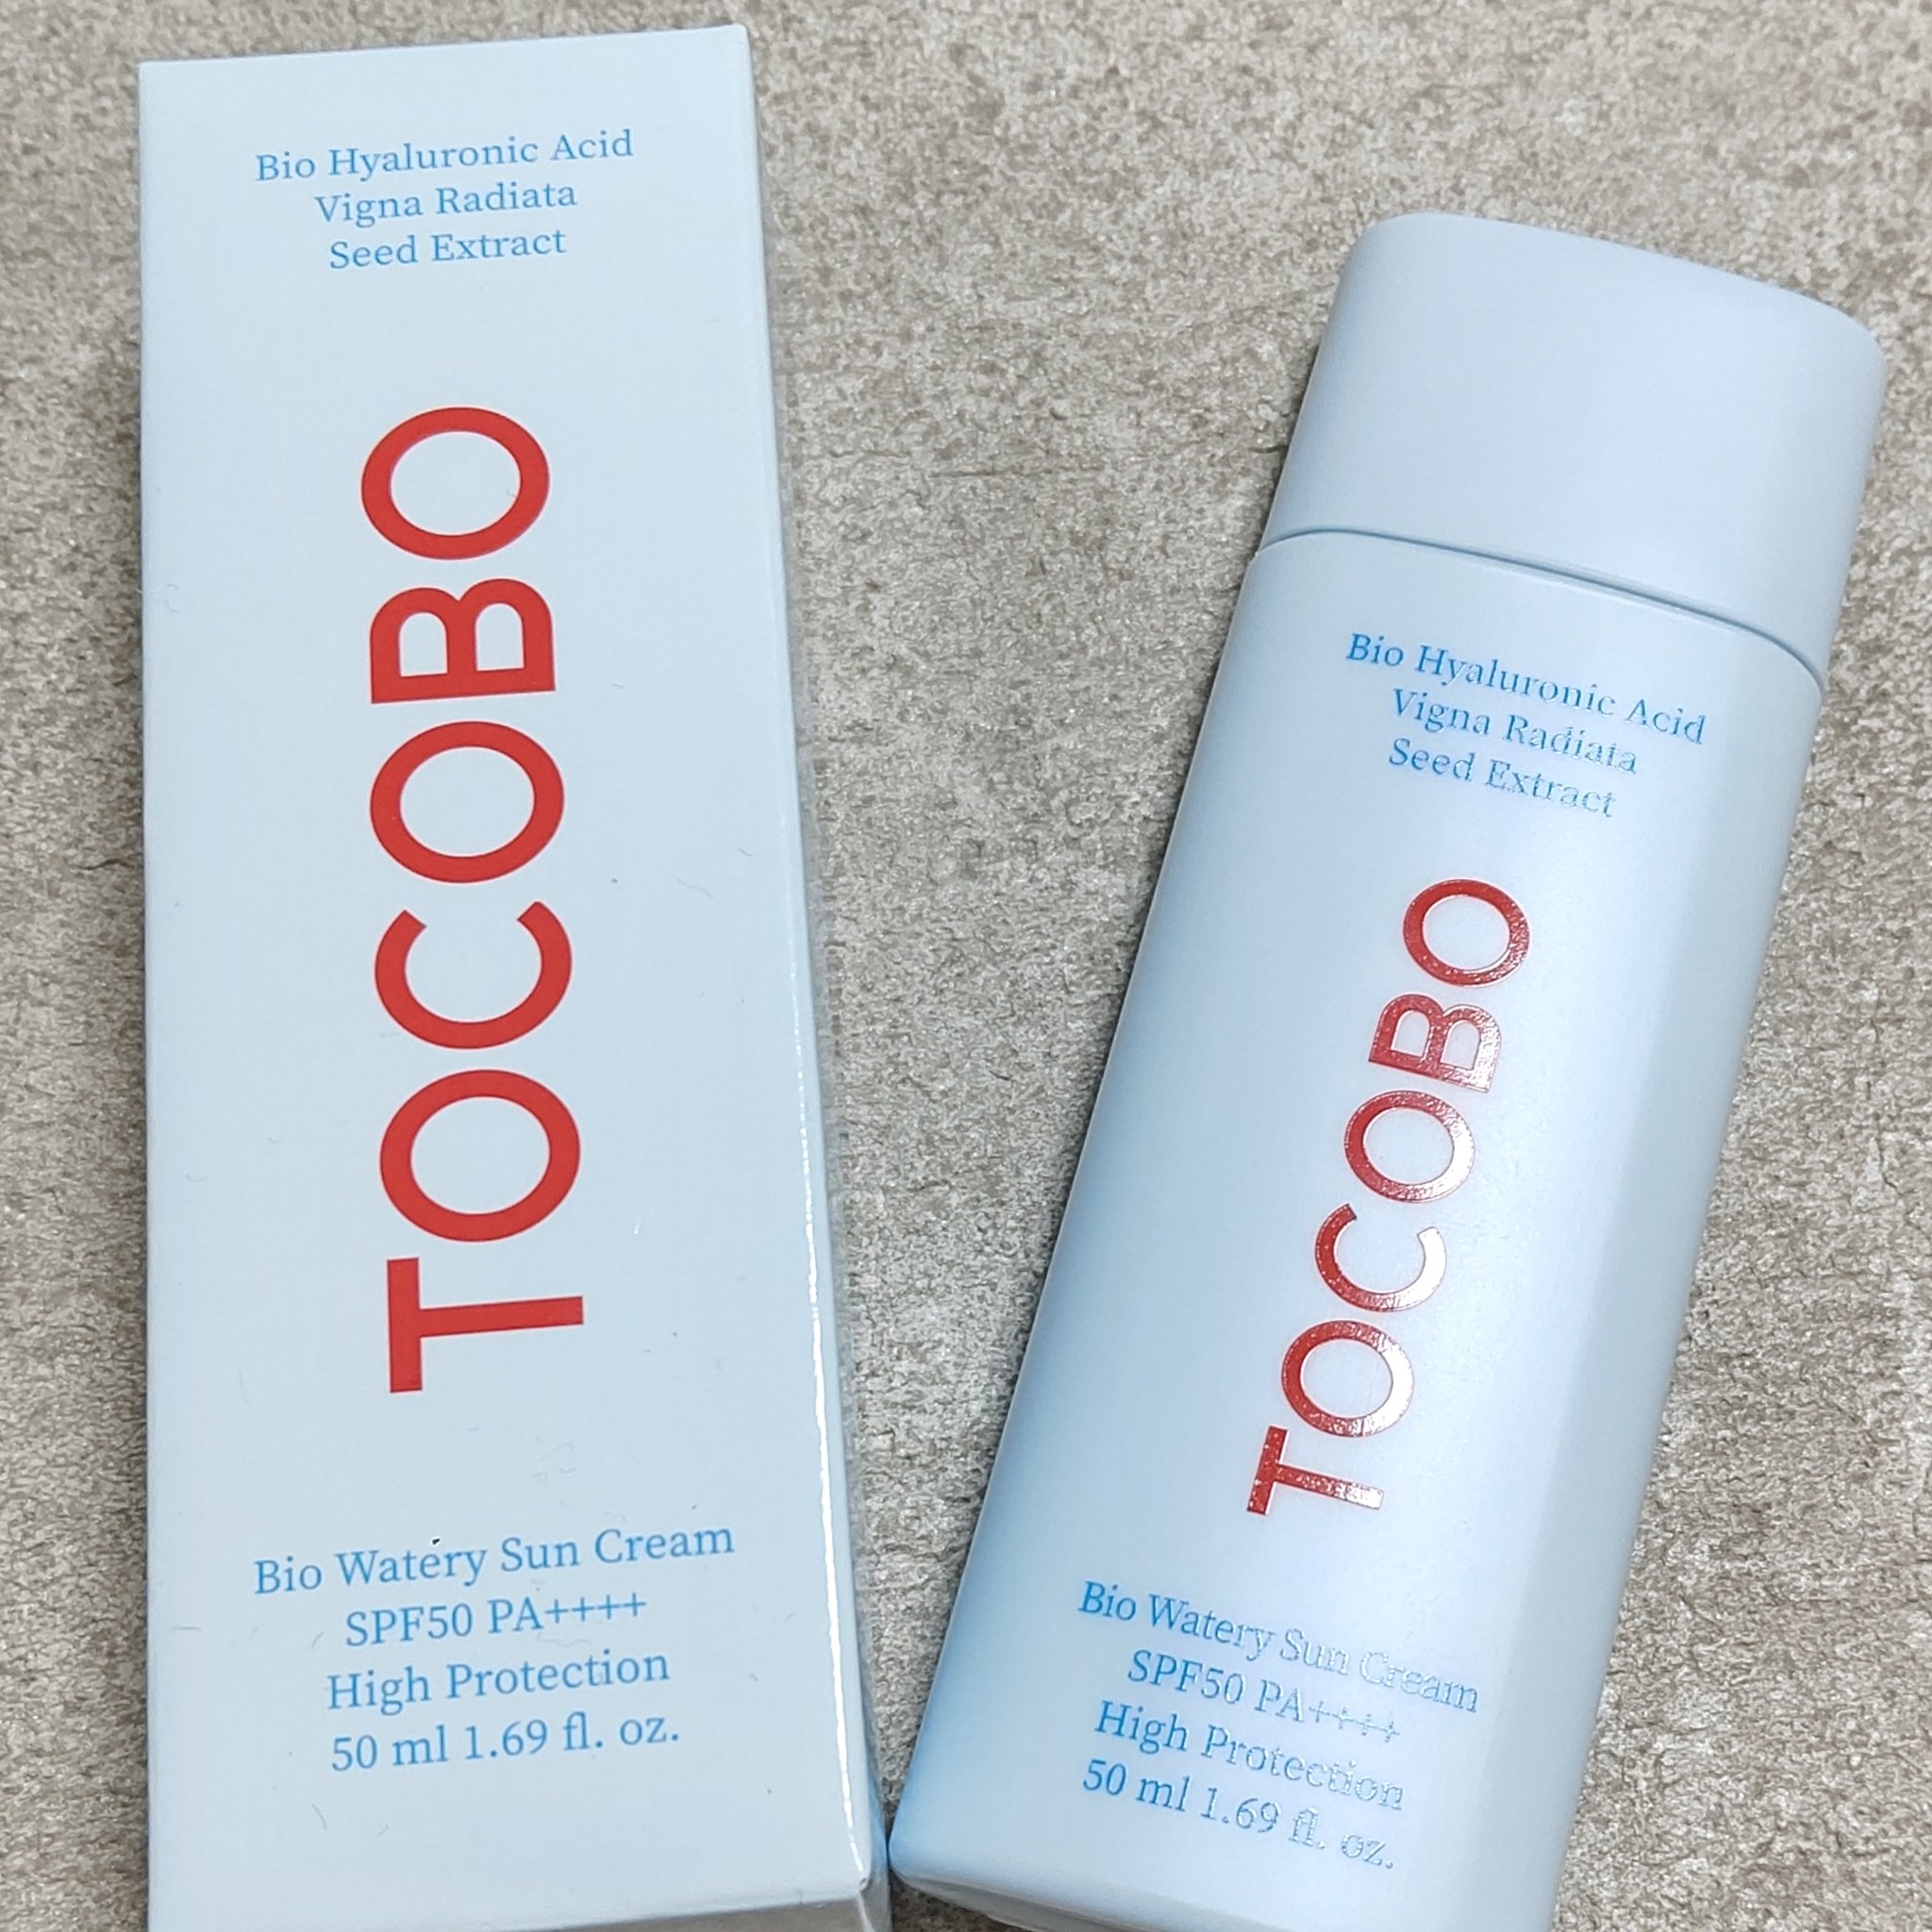 Bio Hyaluronic Acid
Vigna Radiata
Seed Extract
TOCOBO
Bio Watery Sun Cream
SPF50 PA++++
High Protection
50 ml 1.69 fl. oz.
Bio Hyaluronic Acid
Vigna Radiata
Seed Extract
TOCOBO
Bio Watery Sun Cream
SPF50 PA++++
High Protection
50 ml 1.69 fl. oz.